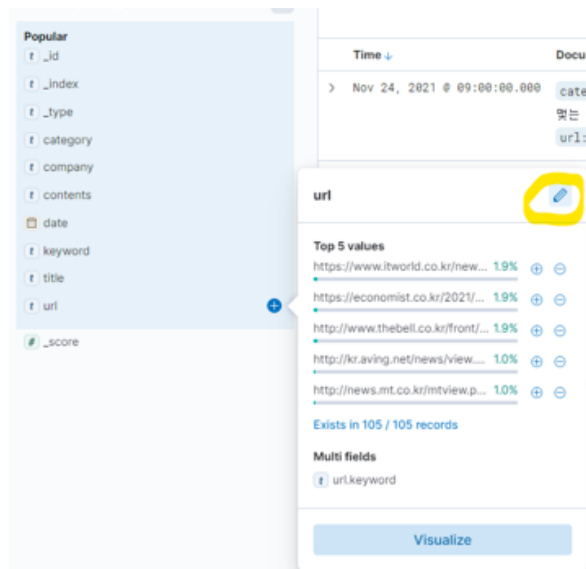 Popular
t _id
t _index
t _type
t category
t company
t contents
date
t keyword
t title
t url
# _score
Time ↓ Docu
> Nov 24, 2021 @ 09:00:00.000 cate
맺는
url:
url
Top 5 values
https://www.itworld.co.kr/new... 1.9%
https://economist.co.kr/2021/... 1.9%
http://www.thebell.co.kr/front/... 1.9%
http://kr.aving.net/news/view.... 1.0%
http://news.mt.co.kr/mtview.p... 1.0%
Exists in 105 / 105 records
Multi fields
t url.keyword
Visualize